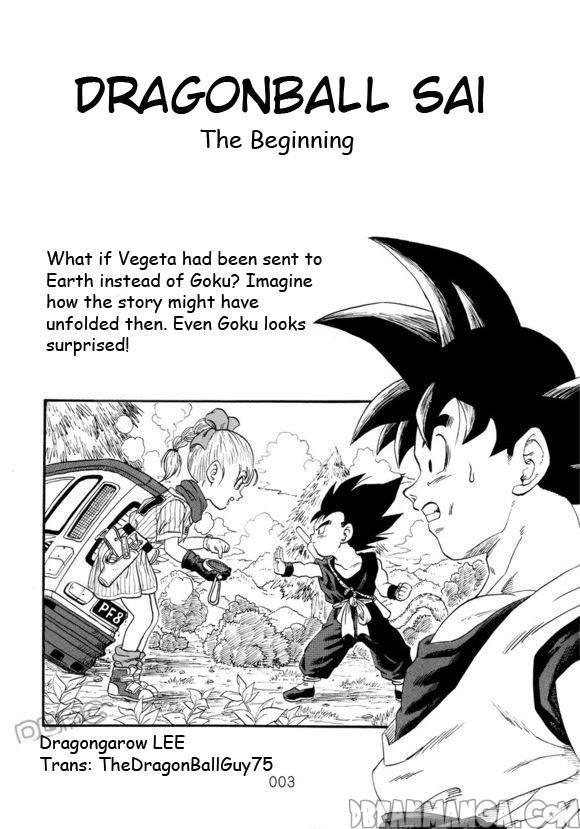 DRAGONBALL SAI
The Beginning
What if Vegeta had been sent to
Earth instead of Goku? Imagine
how the story might have
unfolded then. Even Goku looks
surprised!
PF8
Dragongarow LEE
Trans: TheDragonBallGuy75
003
DBEANMANGA.COM